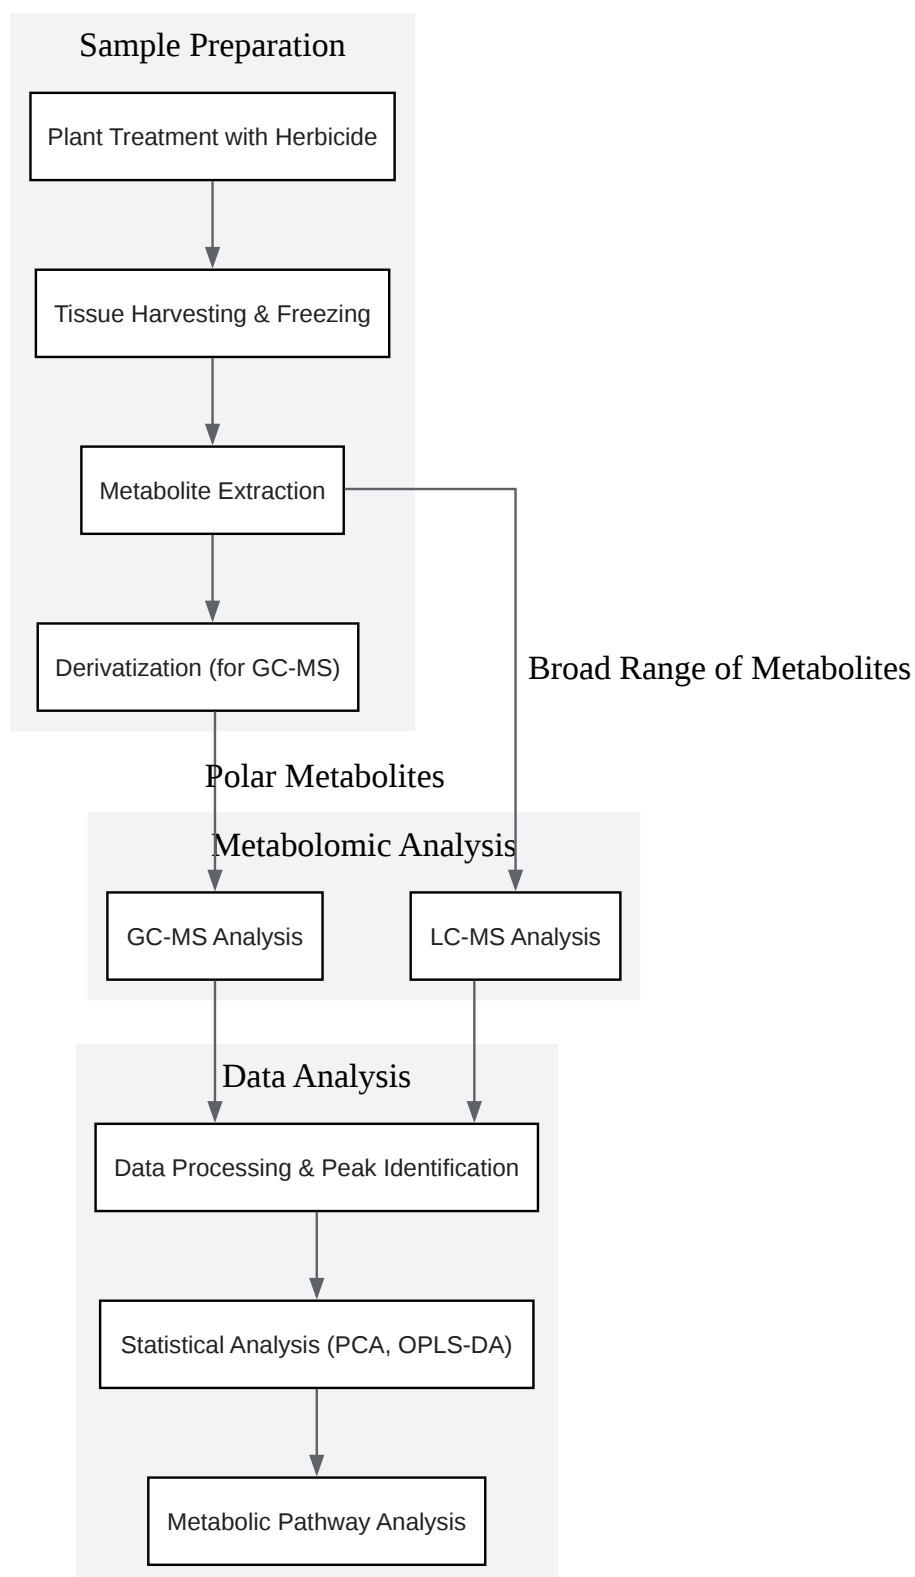 Sample Preparation
Plant Treatment with Herbicide
Tissue Harvesting & Freezing
Metabolite Extraction
Derivatization (for GC-MS)
Broad Range of Metabolites
Polar Metabolites
Metabolomic Analysis
GC-MS Analysis
LC-MS Analysis
Data Analysis
Data Processing & Peak Identification
Statistical Analysis (PCA, OPLS-DA)
Metabolic Pathway Analysis